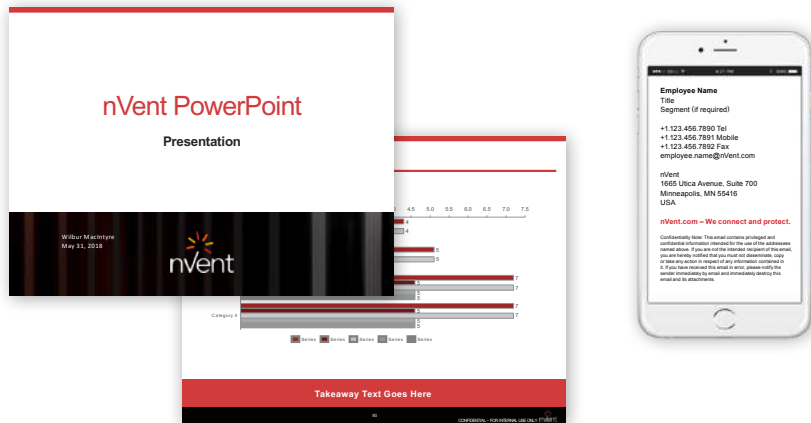 nVent PowerPoint
Presentation
Wilbur MacIntyre
May 31, 2018
nvent
4.5 5.0 5.5 6.0 6.5 7.0 7.5
4
4
5
5
7
5
7
5
5
Category 4
7
5
7
5
5
Series Series Series Series Series
Takeaway Text Goes Here
80
CONFIDENTIAL – FOR INTERNAL USE ONLY
nvent
4:21 PM
Employee Name
Title
Segment (if required)
+1.123.456.7890 Tel
+1.123.456.7891 Mobile
+1.123.456.7892 Fax
employee.name@nVent.com
nVent
1665 Utica Avenue, Suite 700
Minneapolis, MN 55416
USA
nVent.com – We connect and protect.
Confidentiality Note: This email contains privileged and
confidential information intended for the use of the addressees
named above. If you are not the intended recipient of this email,
you are hereby notified that you must not disseminate, copy
or take any action in respect of any information contained in
it. If you have received this email in error, please notify the
sender immediately by email and immediately destroy this
email and its attachments.